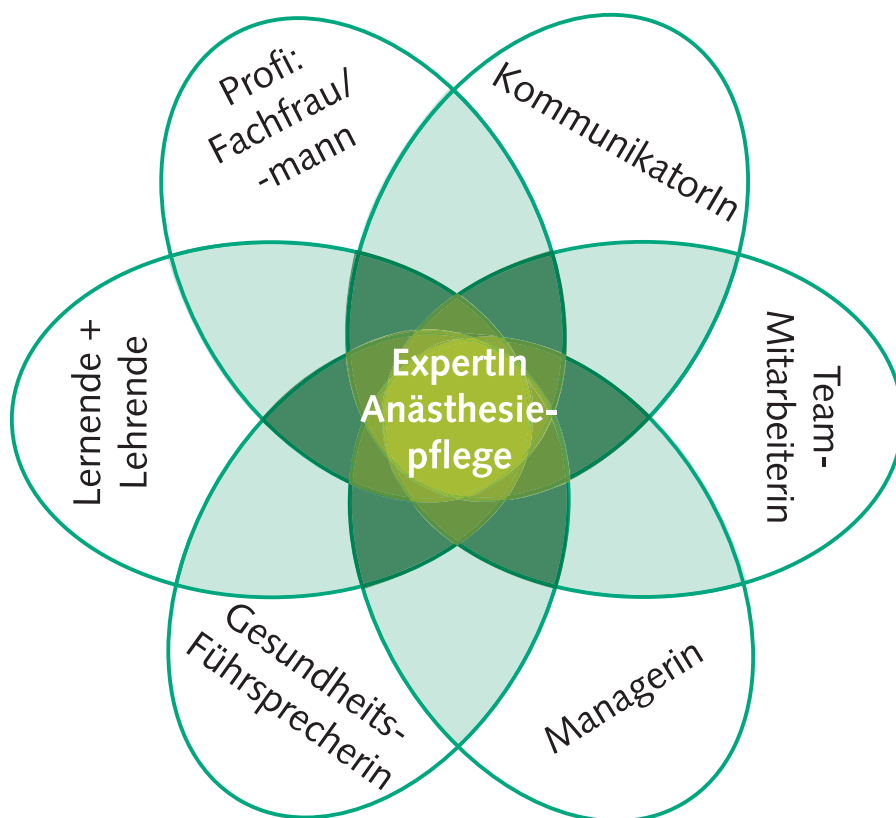 Profi:
Fachfrau/
-mann
KommunikatorIn
Team-
Mitarbeiterin
Managerin
Gesundheits-
Führsprecherin
Lernende +
Lehrende
ExpertIn
Anästhesie-
pflege